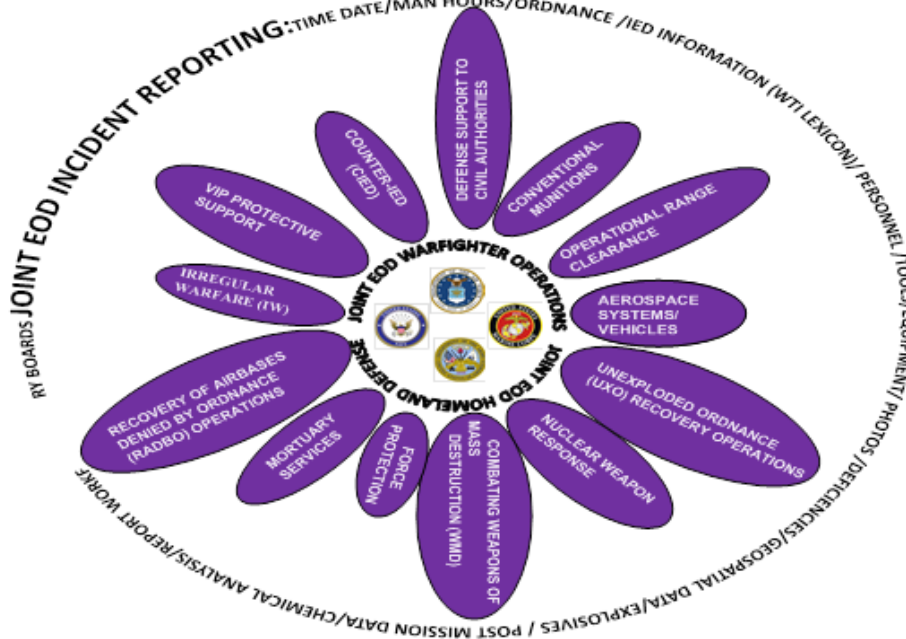 JOINT EOD INCIDENT REPORTING: TIME DATE/MAN HOURS/ORDNANCE /IED INFORMATION (WTI LEXICON)/ PERSONNEL /TOOLS/EQUIPMENT/ PHOTOS /DEFICIENCIES/GEOSPATIAL DATA/EXPLOSIVES / POST MISSION DATA/CHEMICAL ANALYSIS/REPORT WORKF
RY BOARDS
DEFENSE SUPPORT TO
CIVIL AUTHORITIES
CONVENTIONAL
MUNITIONS
OPERATIONAL RANGE
CLEARANCE
AEROSPACE
SYSTEMS/
VEHICLES
UNEXPLODED ORDNANCE
(UXO) RECOVERY OPERATIONS
NUCLEAR WEAPON
RESPONSE
COMBATING WEAPONS OF
MASS
DESTRUCTION (WMD)
FORCE
PROTECTION
MORTUARY
SERVICES
RECOVERY OF AIRBASES
DENIED BY ORDNANCE
(RADBO) OPERATIONS
IRREGULAR
WARFARE (IW)
VIP PROTECTIVE
SUPPORT
COUNTER-IED
(CIED)
JOINT EOD WARFIGHTER OPERATIONS
JOINT EOD HOMELAND DEFENSE